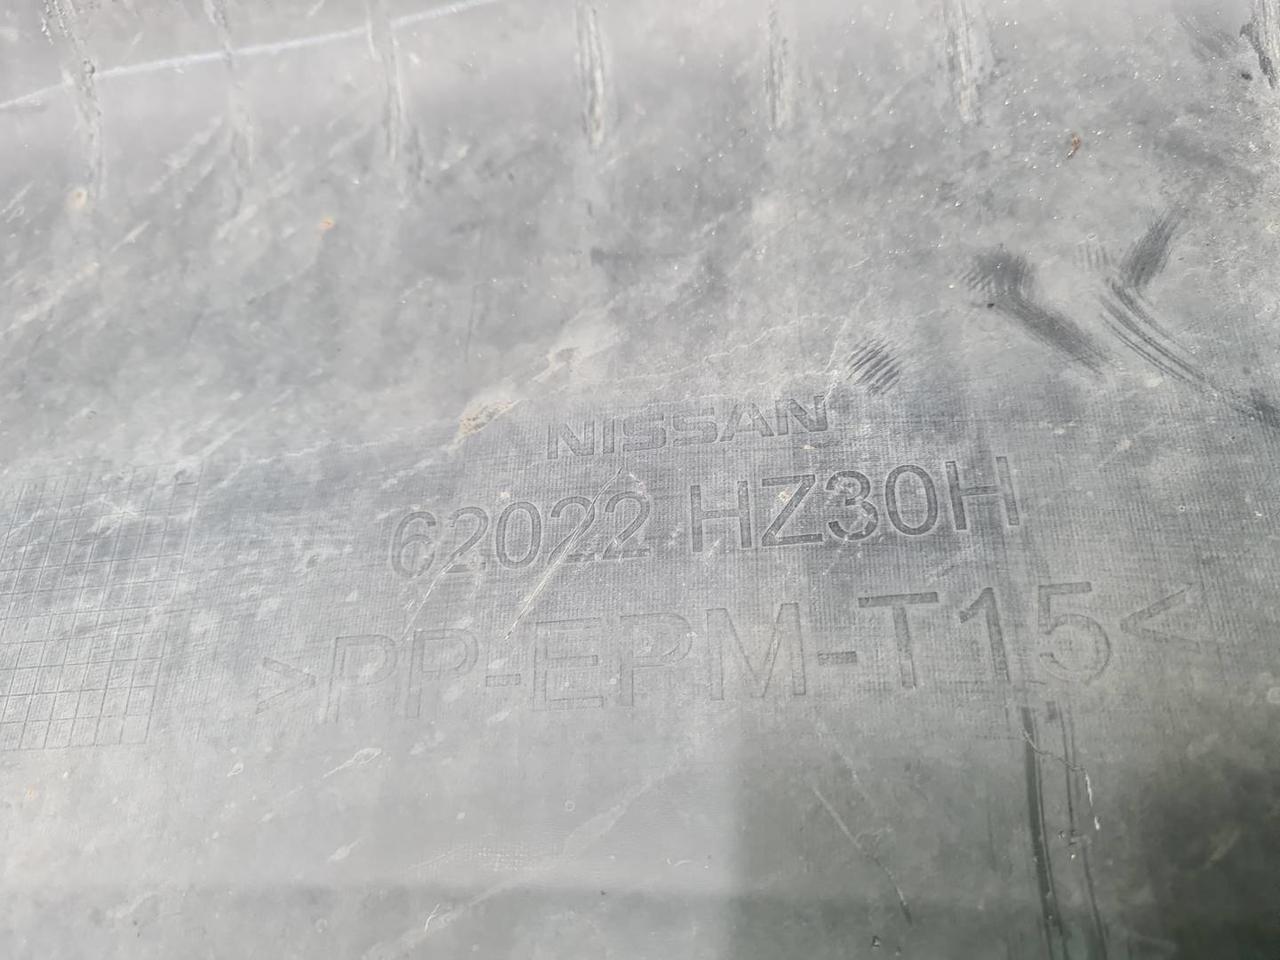 NISSAN
62022 HZ30H
>PP-EPM-T15<